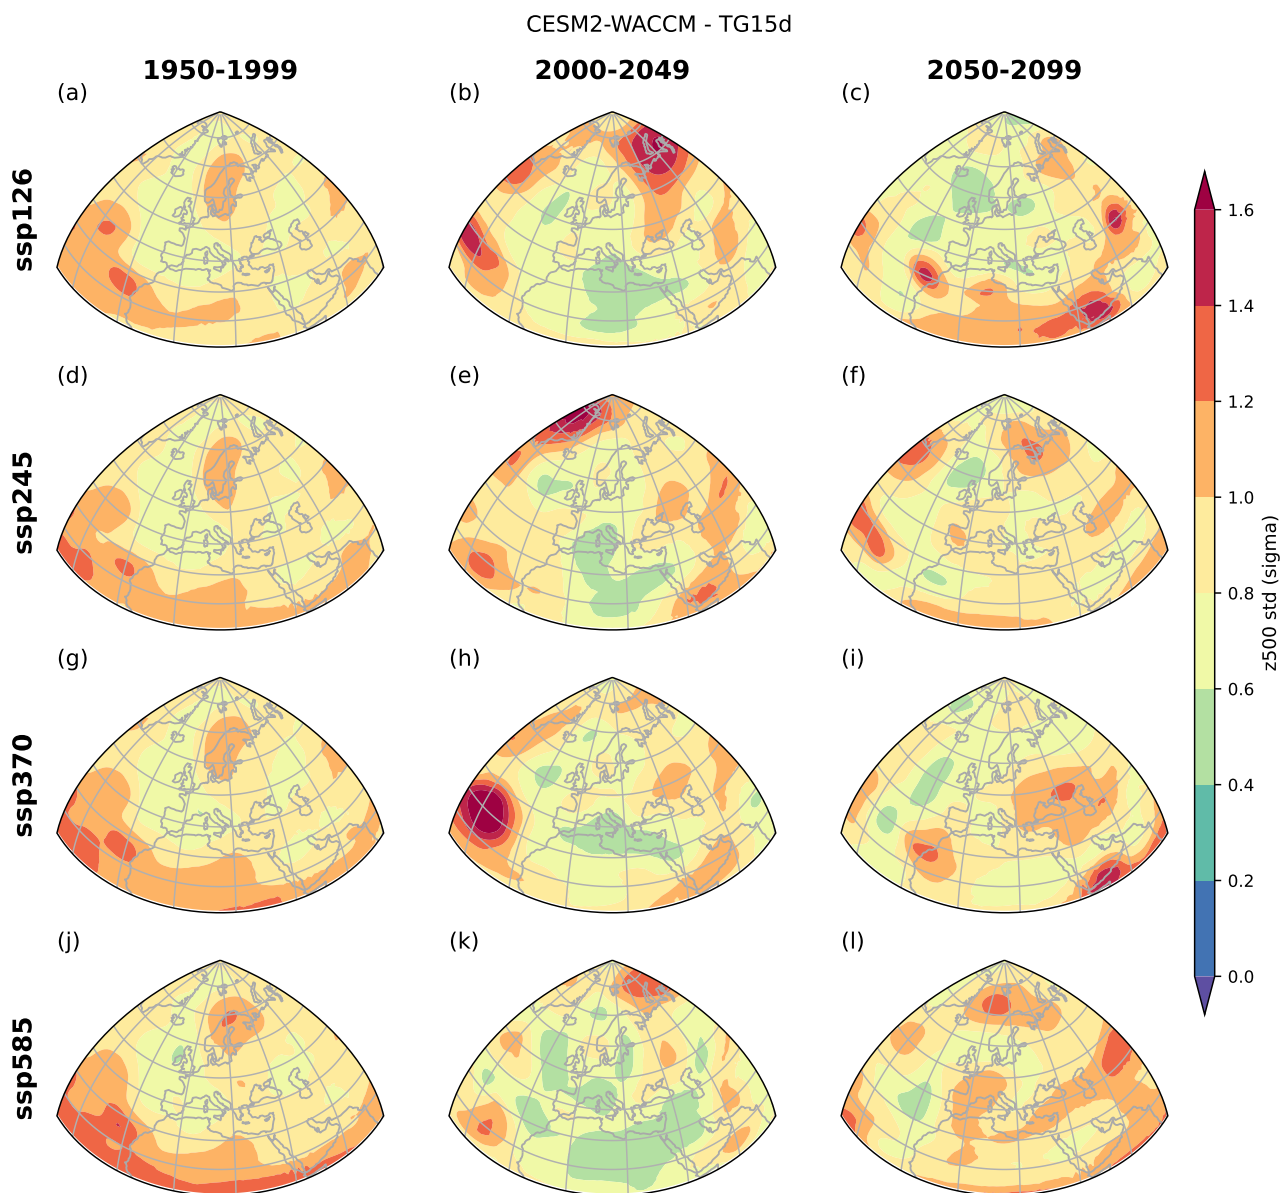 CESM2-WACCM - TG15d
1950-1999 2000-2049 2050-2099
(a) (b) (c)
ssp126
(d) (e) (f)
ssp245
(g) (h) (i)
ssp370
(j) (k) (l)
ssp585
1.6
1.4
1.2
1.0
0.8
0.6
0.4
0.2
0.0
z500 std (sigma)